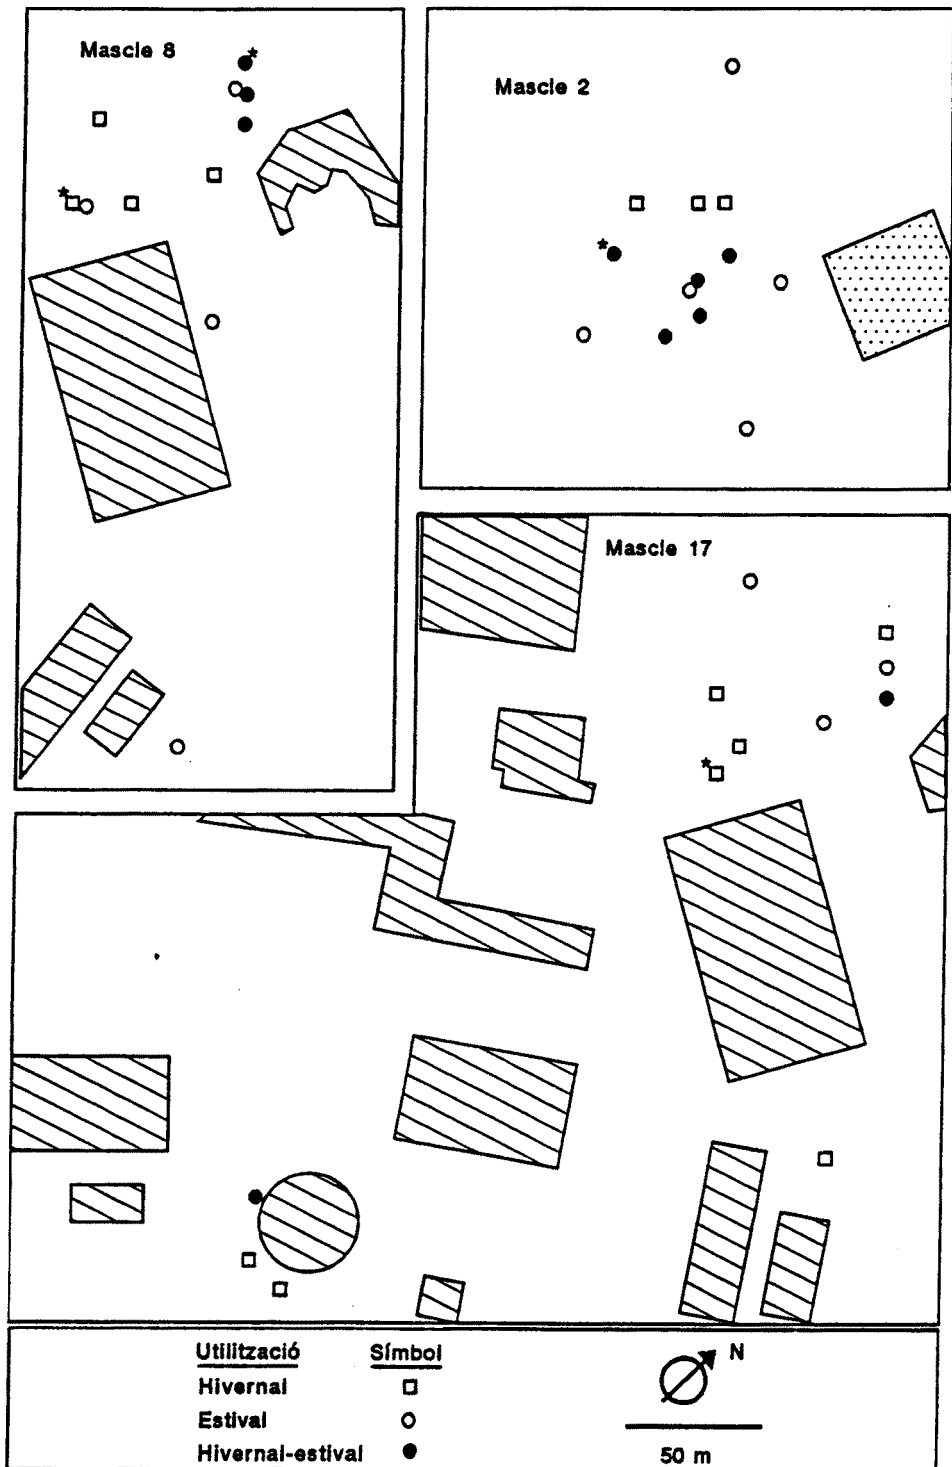 Mascle 8
Mascle 2
Mascle 17
Utilització Símbol
Hivernal
Estival
Hivernal-estival
N
50 m